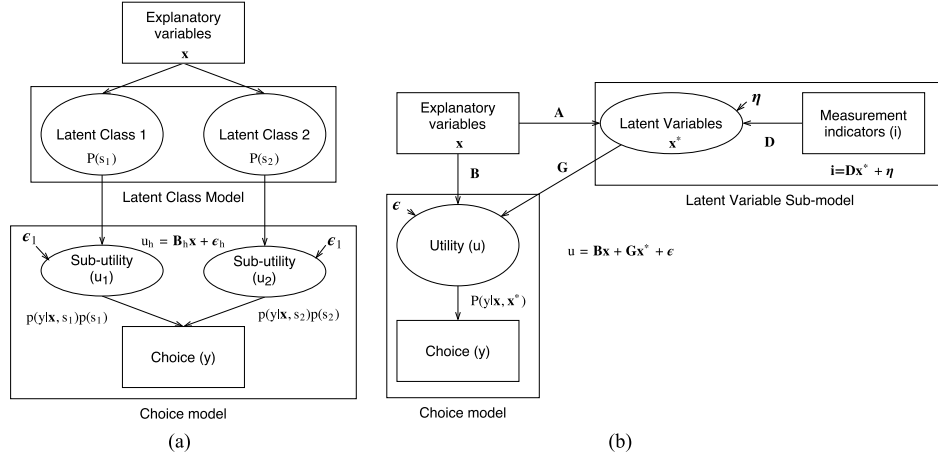 Explanatory
variables
x
Latent Class 1
P(s₁)
Latent Class 2
P(s₂)
Latent Class Model
ϵ₁
uₕ = Bₕx + ϵₕ
ϵ₁
Sub-utility
(u₁)
Sub-utility
(u₂)
p(y|x, s₁)p(s₁)
p(y|x, s₂)p(s₂)
Choice (y)
Choice model
(a)
Explanatory
variables
x
A
Latent Variables
x*
η
D
Measurement
indicators (i)
i=Dx* + η
Latent Variable Sub-model
B
G
ϵ
Utility (u)
u = Bx + Gx* + ϵ
P(y|x, x*)
Choice (y)
Choice model
(b)